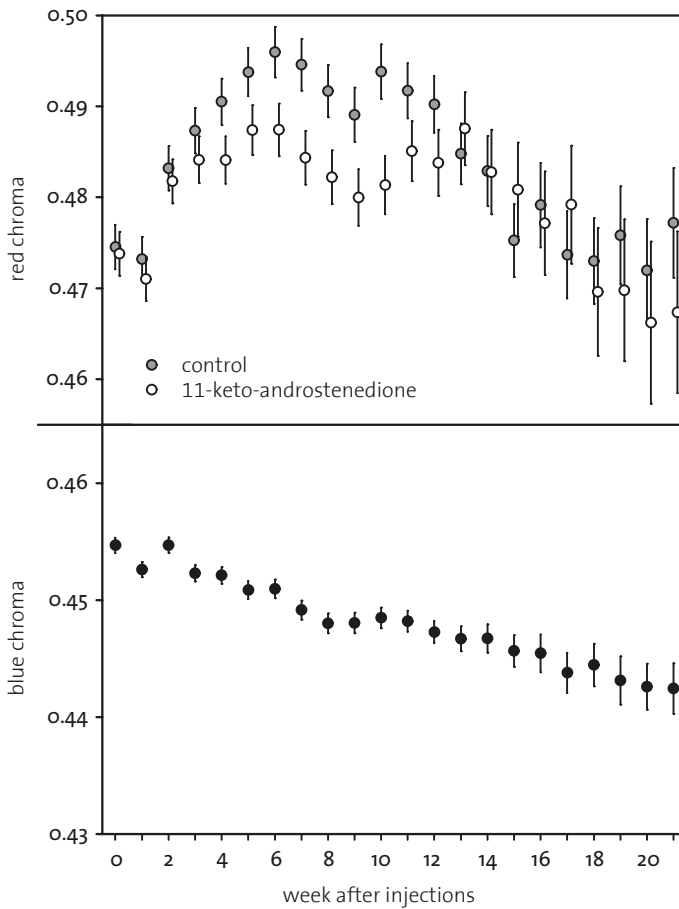 0.50
0.49
0.48
0.47
0.46
red chroma
control
11-keto-androstenedione
0.46
0.45
0.44
0.43
blue chroma
0 2 4 6 8 10 12 14 16 18 20
week after injections